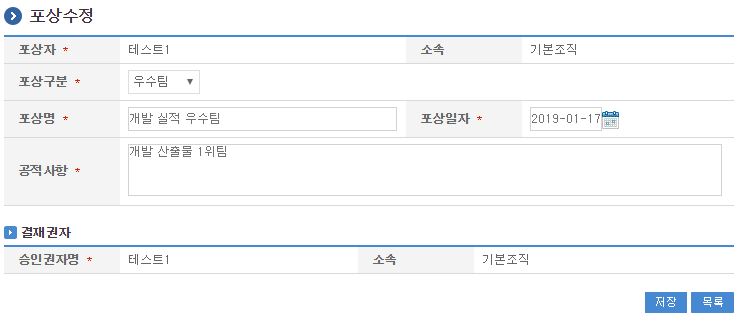 포상수정
포상자 * 테스트1 소속 기본조직
포상구분 * 우수팀 ▼
포상명 * 개발 실적 우수팀 포상일자 * 2019-01-17
공적사항 * 개발 산출물 1위팀
결재권자
승인권자명 * 테스트1 소속 기본조직
저장 목록